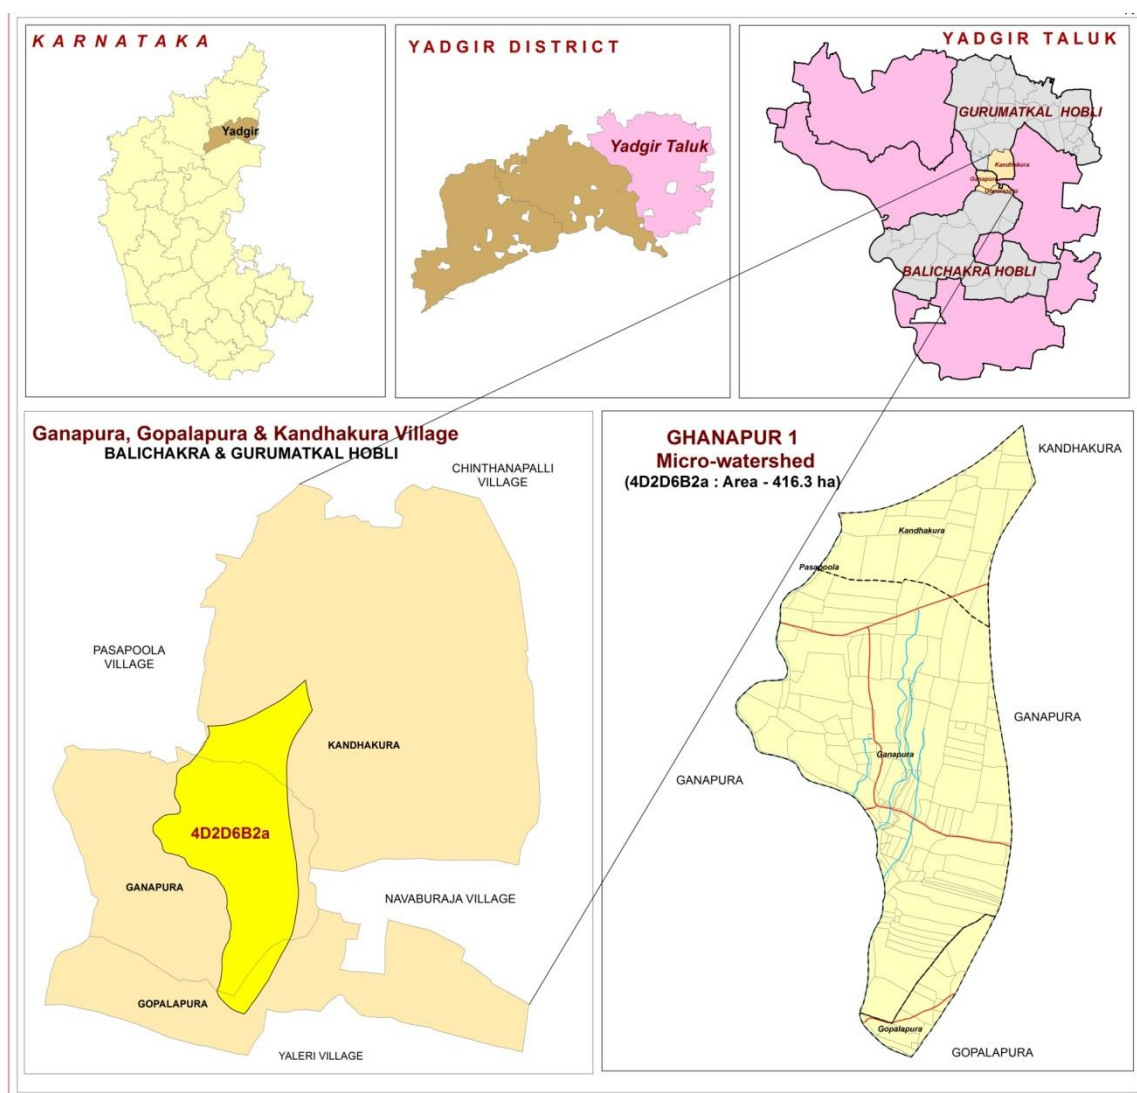 KARNATAKA
Yadgir
YADGIR DISTRICT
Yadgir Taluk
YADGIR TALUK
GURUMATKAL HOBLI
Kandhakura
Ganapura
Gopalapura
BALICHAKRA HOBLI
Ganapura, Gopalapura & Kandhakura Village
BALICHAKRA & GURUMATKAL HOBLI
CHINTHANAPALLI
VILLAGE
PASAPOOLA
VILLAGE
KANDHAKURA
4D2D6B2a
GANAPURA
NAVABURAJA VILLAGE
GOPALAPURA
YALERI VILLAGE
GHANAPUR 1
Micro-watershed
(4D2D6B2a : Area - 416.3 ha)
KANDHAKURA
Kandhakura
Pasapoola
GANAPURA
Ganapura
GANAPURA
Gopalapura
GOPALAPURA